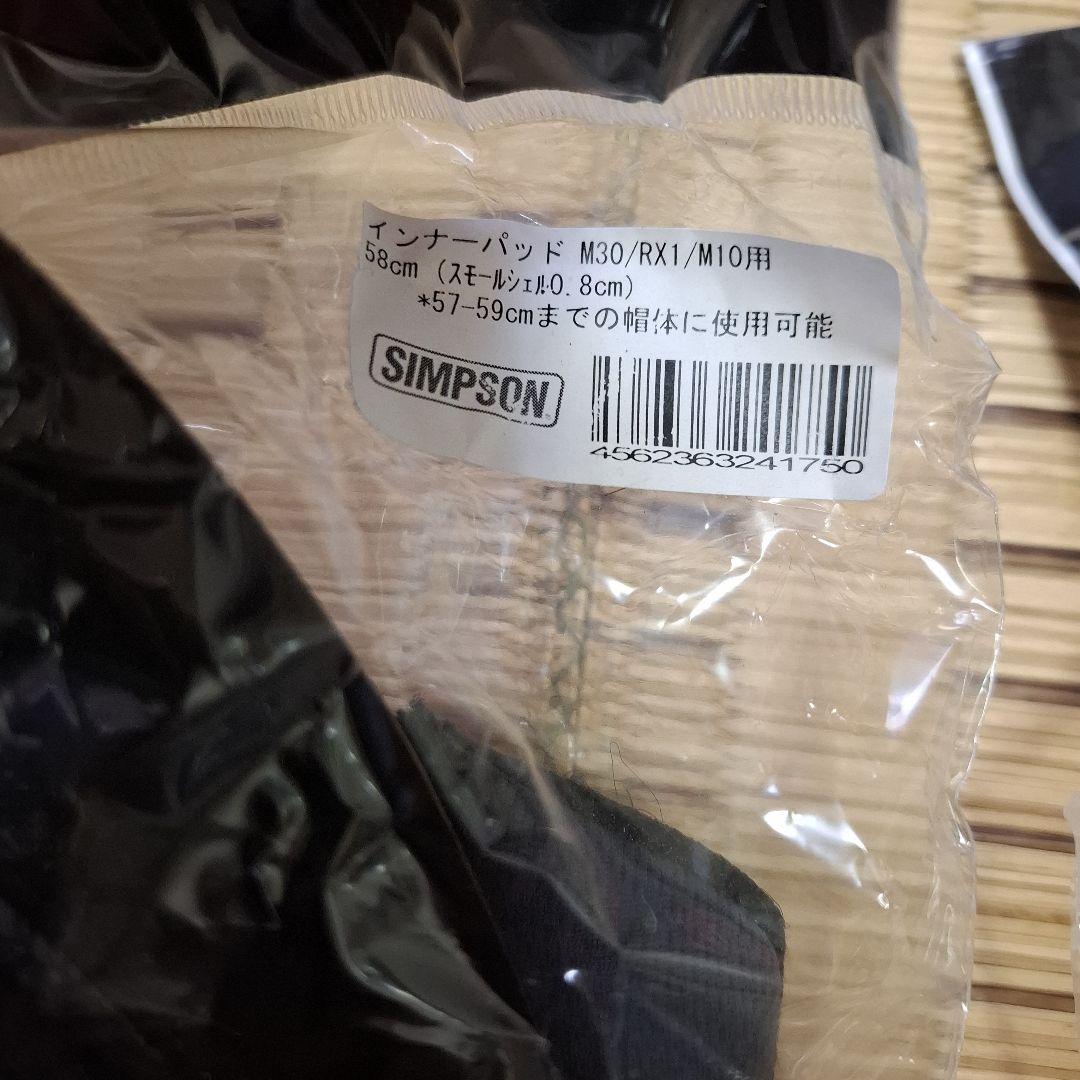 インナーパッド M30/RX1/M10用
58cm (ｽﾓｰﾙｼｪﾙ0.8cm)
*57-59cmまでの帽体に使用可能
SIMPSON
4562363241750